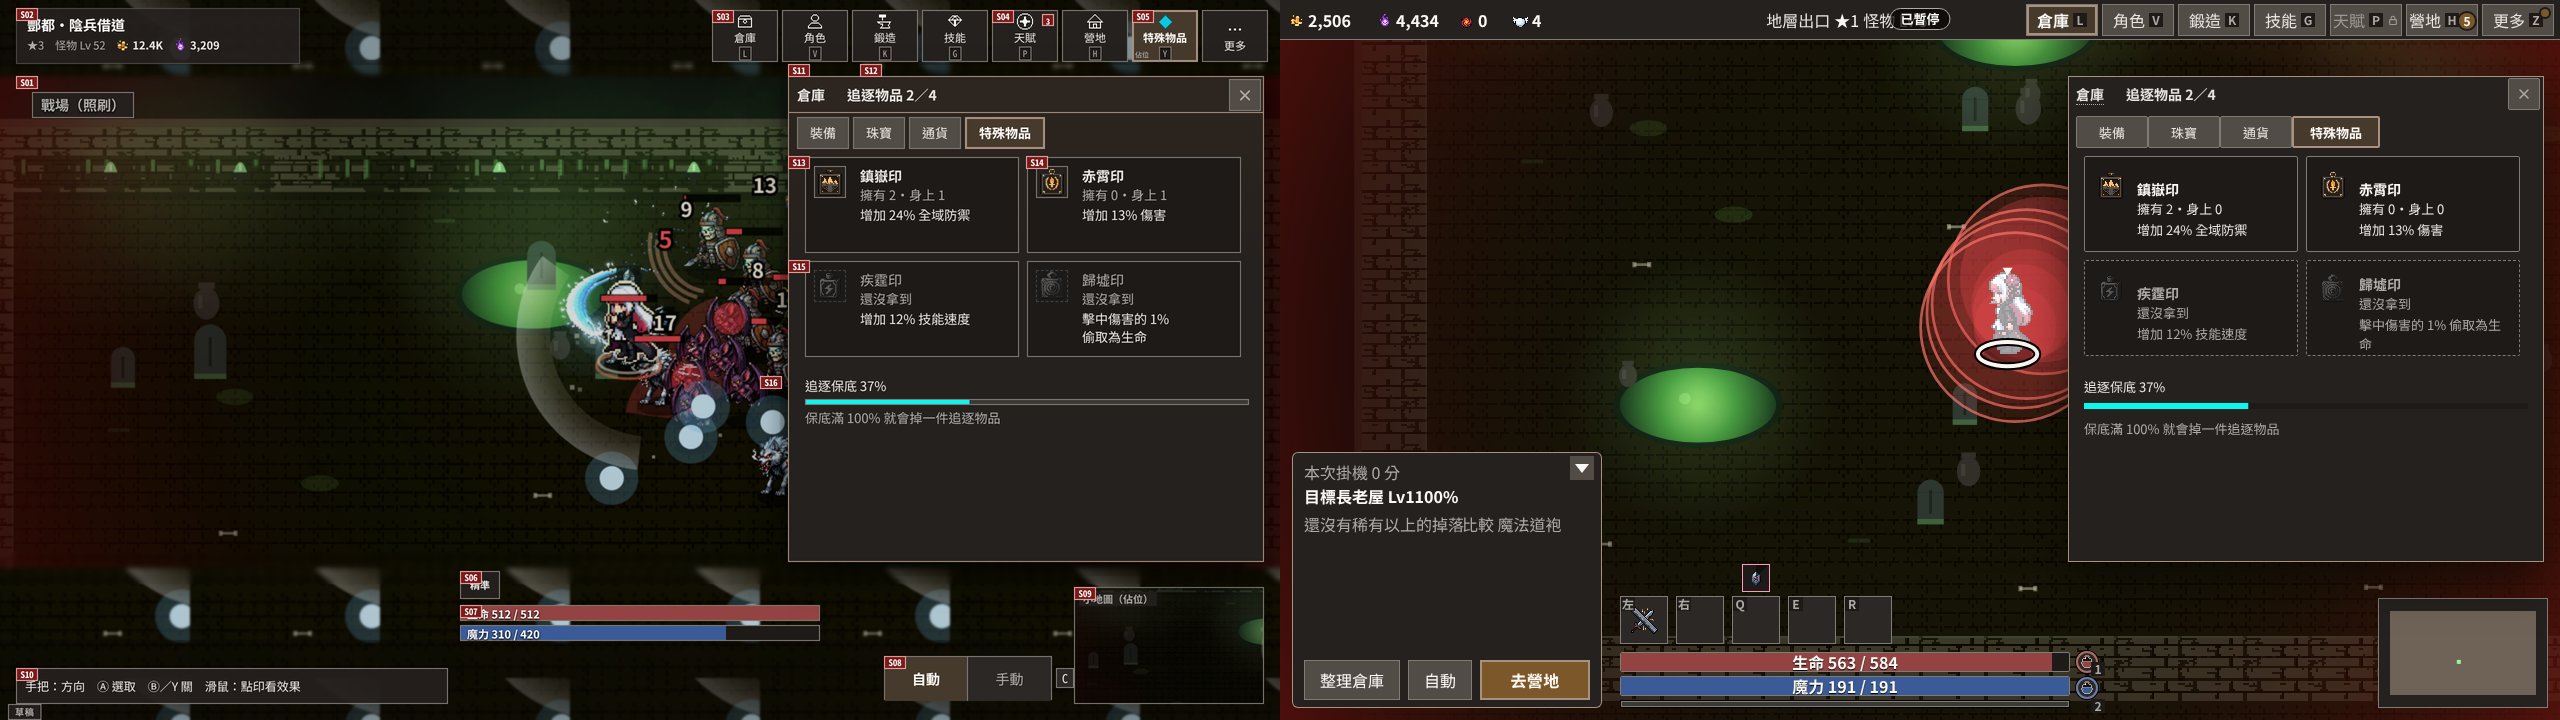 S02
酆都・陰兵借道
★3 怪物 Lv 52 12.4K 3,209
S01
戰場（照刷）
S03
倉庫
L
角色
V
鍛造
K
技能
G
S04
3
天賦
P
營地
H
S05
特殊物品
佔位
Y
…
更多
S11
S12
倉庫 追逐物品 2／4
×
裝備 珠寶 通貨 特殊物品
S13
鎮嶽印
擁有 2・身上 1
增加 24% 全域防禦
S14
赤霄印
擁有 0・身上 1
增加 13% 傷害
S15
疾霆印
還沒拿到
增加 12% 技能速度
歸墟印
還沒拿到
擊中傷害的 1%
偷取為生命
S16
追逐保底 37%
保底滿 100% 就會掉一件追逐物品
13
9
5
8
17
S06
精準
S07
命 512 / 512
魔力 310 / 420
S08
自動 手動 C
S09
小地圖（佔位）
S10
手把：方向 Ⓐ 選取 Ⓑ／Y 關 滑鼠：點印看效果
草稿
2,506 4,434 0 4
地層出口 ★1 怪物
已暫停
倉庫 L
角色 V
鍛造 K
技能 G
天賦 P
營地 H 5
更多 Z
倉庫 追逐物品 2／4
×
裝備 珠寶 通貨 特殊物品
鎮嶽印
擁有 2・身上 0
增加 24% 全域防禦
赤霄印
擁有 0・身上 0
增加 13% 傷害
疾霆印
還沒拿到
增加 12% 技能速度
歸墟印
還沒拿到
擊中傷害的 1% 偷取為生
命
追逐保底 37%
保底滿 100% 就會掉一件追逐物品
本次掛機 0 分
目標長老屋 Lv1100%
還沒有稀有以上的掉落比較 魔法道袍
整理倉庫 自動 去營地
左 右 Q E R
生命 563 / 584
1
魔力 191 / 191
2